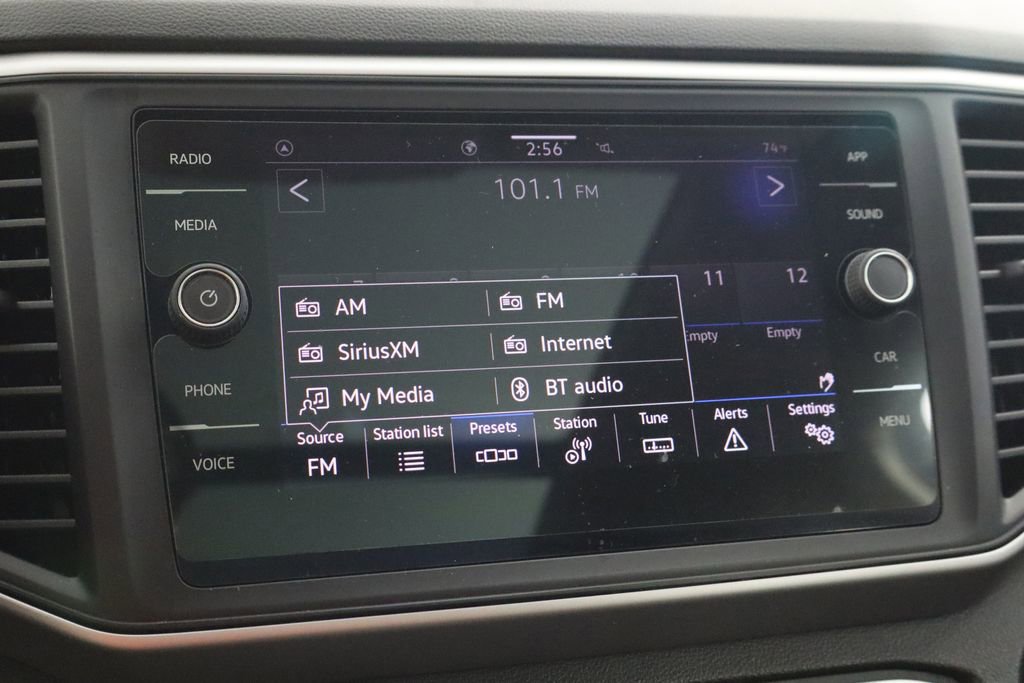 RADIO
MEDIA
PHONE
VOICE
2:56
74°F
101.1 FM
11
12
Empty
Empty
AM
FM
SiriusXM
Internet
My Media
BT audio
Source
FM
Station list
Presets
Station
Tune
Alerts
Settings
APP
SOUND
CAR
MENU